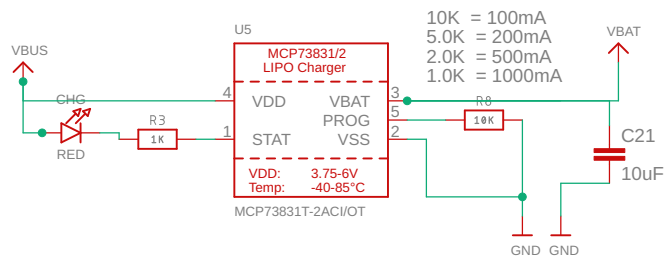 10K = 100mA
5.0K = 200mA
2.0K = 500mA
1.0K = 1000mA
U5
MCP73831/2
LIPO Charger
VBUS
VBAT
CHG
RED
R3
1K
4
VDD
1
STAT
VBAT
3
PROG
5
VSS
2
R8
10K
C21
10uF
VDD: 3.75-6V
Temp: -40-85°C
MCP73831T-2ACI/OT
GND
GND